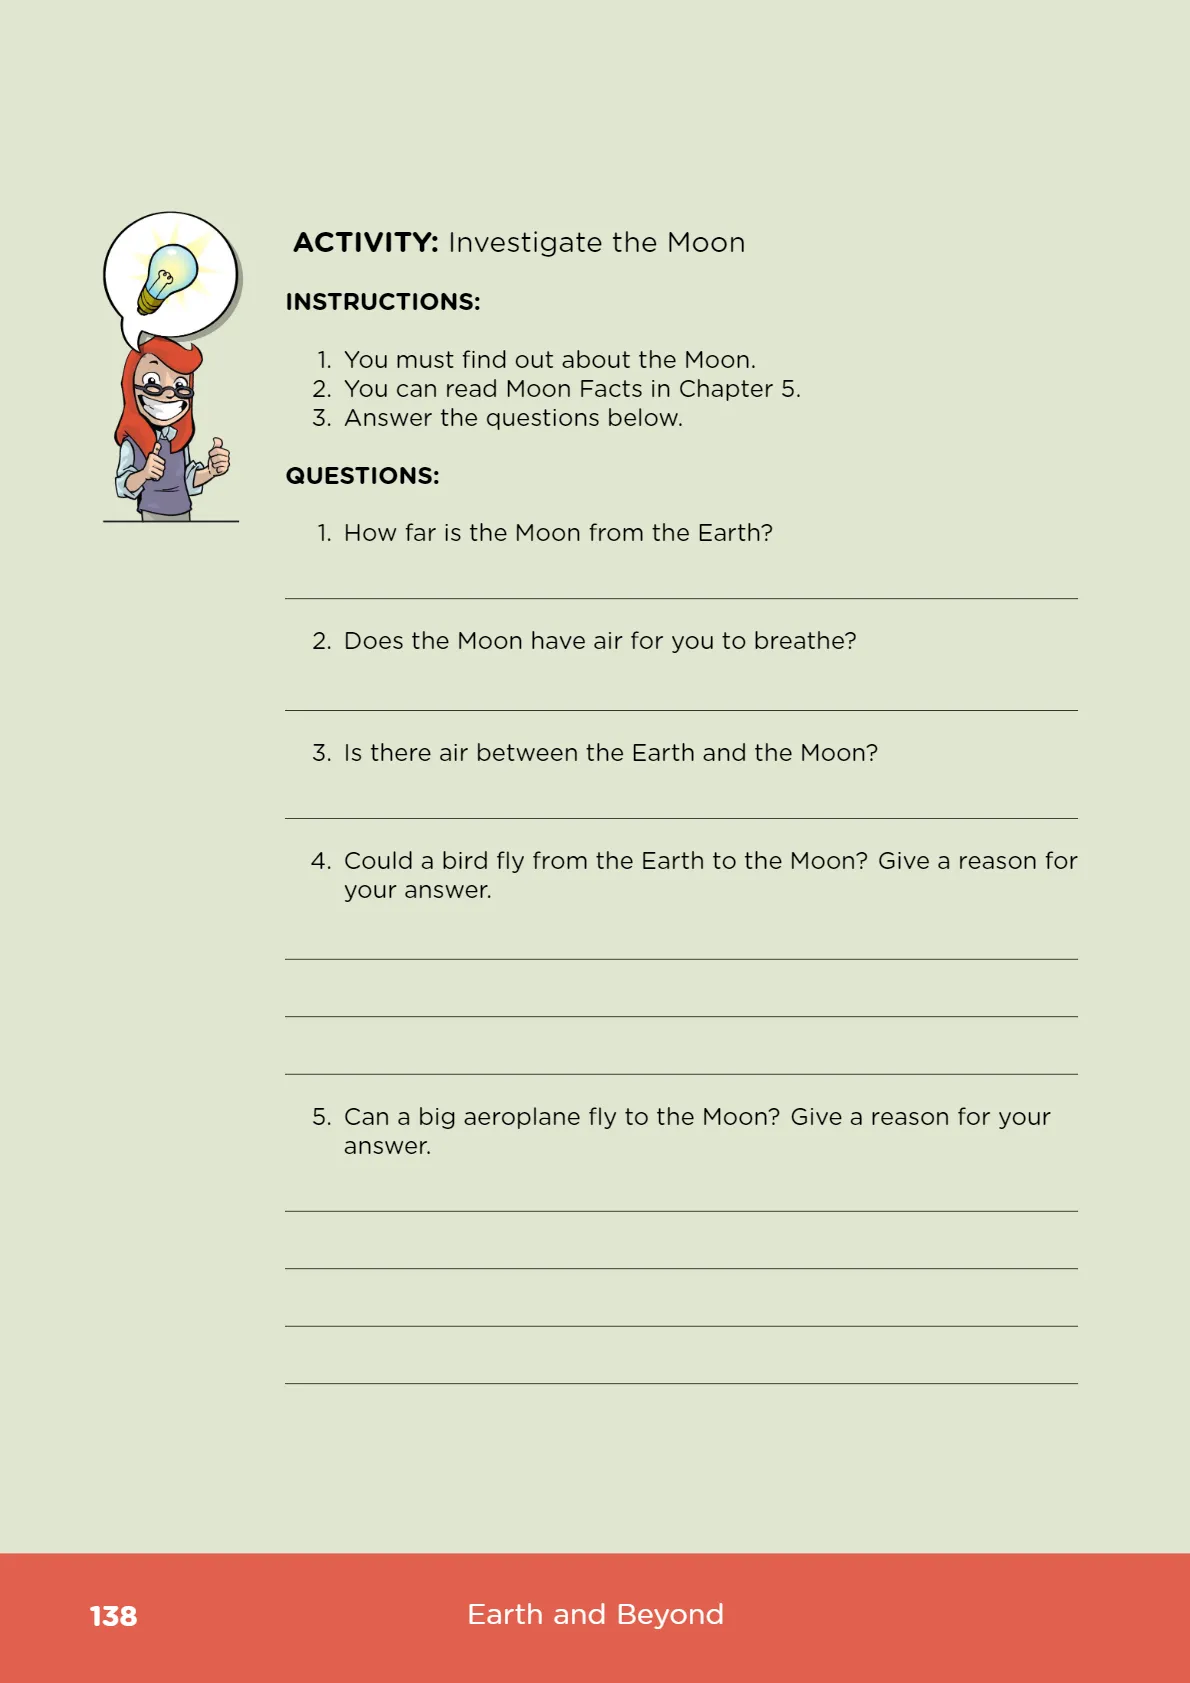 ACTIVITY: Investigate the Moon
INSTRUCTIONS:
1. You must find out about the Moon.
2. You can read Moon Facts in Chapter 5.
3. Answer the questions below.
QUESTIONS:
1. How far is the Moon from the Earth?
2. Does the Moon have air for you to breathe?
3. Is there air between the Earth and the Moon?
4. Could a bird fly from the Earth to the Moon? Give a reason for
your answer.
5. Can a big aeroplane fly to the Moon? Give a reason for your
answer.
138
Earth and Beyond